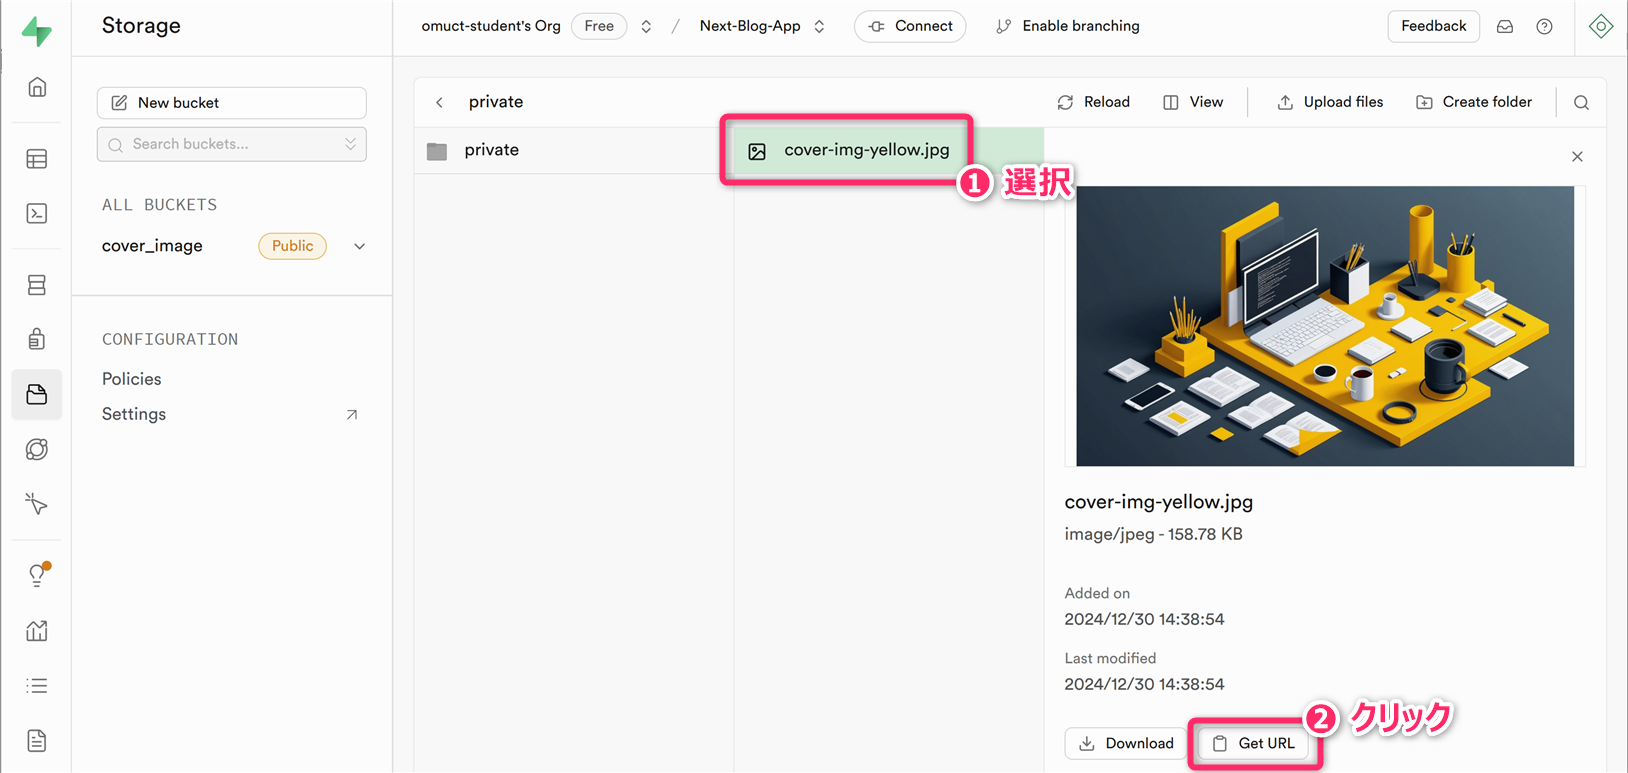 Storage
omuct-student's Org Free / Next-Blog-App Connect Enable branching Feedback
New bucket
Search buckets...
ALL BUCKETS
cover_image Public
CONFIGURATION
Policies
Settings
private Reload View Upload files Create folder
private
cover-img-yellow.jpg
1 選択
cover-img-yellow.jpg
image/jpeg - 158.78 KB
Added on
2024/12/30 14:38:54
Last modified
2024/12/30 14:38:54
2 クリック
Download Get URL